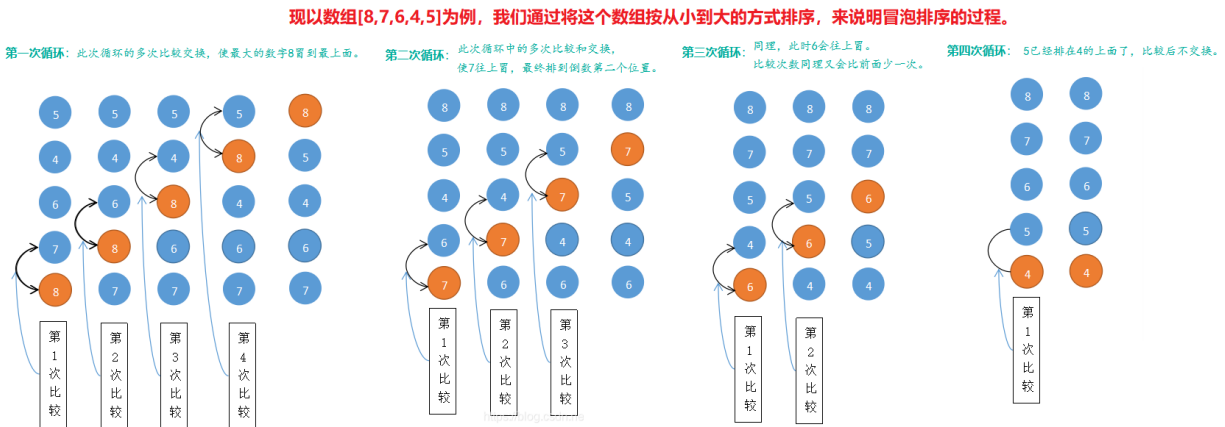 现以数组[8,7,6,4,5]为例，我们通过将这个数组按从小到大的方式排序，来说明冒泡排序的过程。
第一次循环：此次循环的多次比较交换，使最大的数字8冒到最上面。
5 5 5 5 8
4 4 4 8 5
6 6 8 4 4
7 8 6 6 6
8 7 7 7 7
第1次比较
第2次比较
第3次比较
第4次比较
第二次循环：此次循环中的多次比较和交换，
使7往上冒，最终排到倒数第二个位置。
8 8 8 8
5 5 5 7
4 4 7 5
6 7 4 4
7 6 6 6
第1次比较
第2次比较
第3次比较
第三次循环：同理，此时6会往上冒。
比较次数同理又会比前面少一次。
8 8 8
7 7 7
5 5 6
4 6 5
6 4 4
第1次比较
第2次比较
第四次循环： 5已经排在4的上面了，比较后不交换。
8 8
7 7
6 6
5 5
4 4
第1次比较